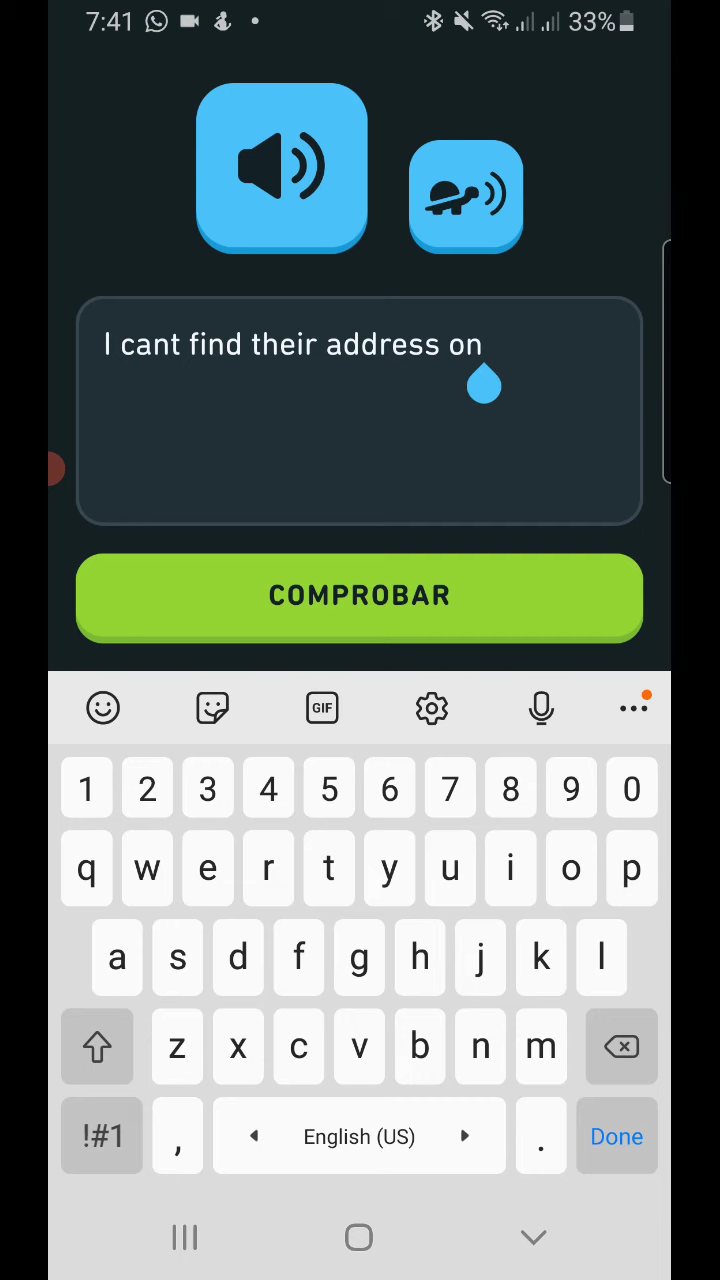 7:41 33%
I cant find their address on
COMPROBAR
GIF
1 2 3 4 5 6 7 8 9 0
q w e r t y u i o p
a s d f g h j k l
z x c v b n m
!#1 , English (US) . Done